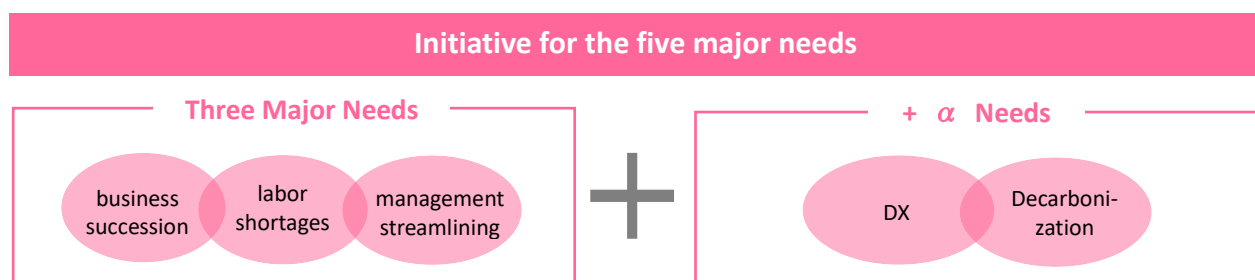 Initiative for the five major needs
Three Major Needs
business
succession
labor
shortages
management
streamlining
+ α Needs
DX
Decarboni-
zation